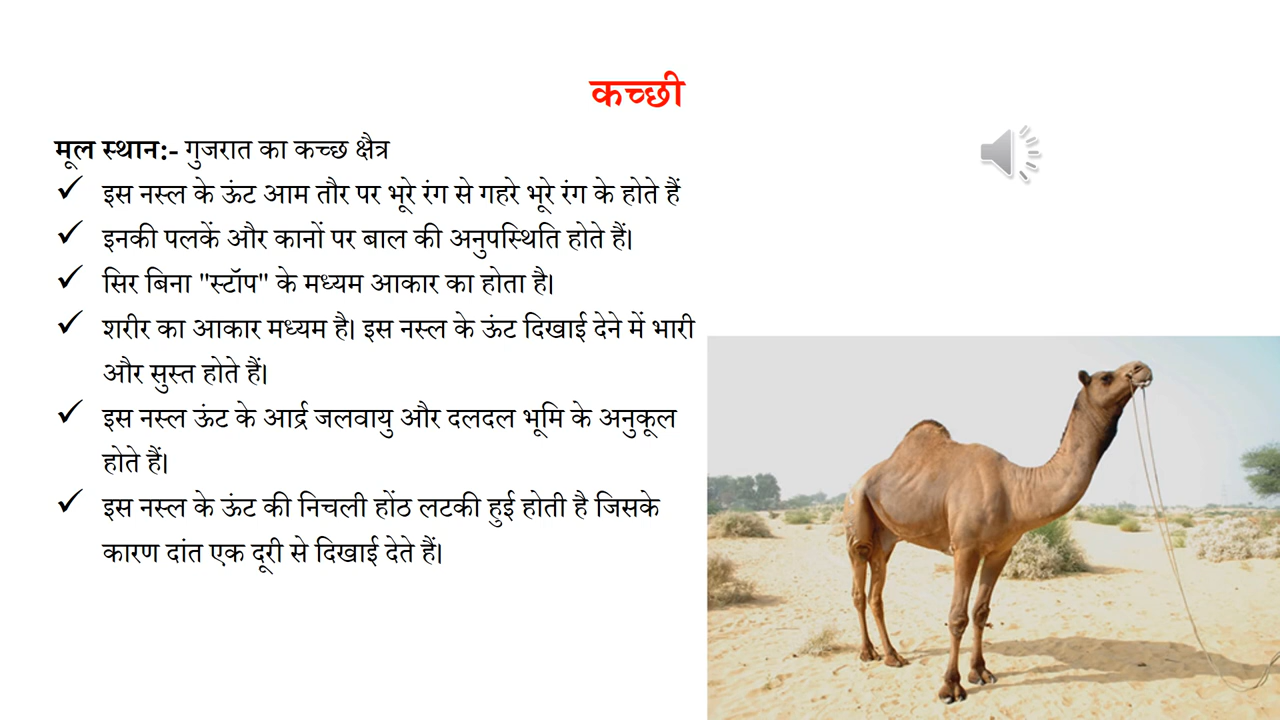 कच्छी
मूल स्थान:- गुजरात का कच्छ क्षैत्र
✓ इस नस्ल के ऊंट आम तौर पर भूरे रंग से गहरे भूरे रंग के होते हैं
✓ इनकी पलकें और कानों पर बाल की अनुपस्थिति होते हैं।
✓ सिर बिना "स्टॉप" के मध्यम आकार का होता है।
✓ शरीर का आकार मध्यम है। इस नस्ल के ऊंट दिखाई देने में भारी
और सुस्त होते हैं।
✓ इस नस्ल ऊंट के आर्द्र जलवायु और दलदल भूमि के अनुकूल
होते हैं।
✓ इस नस्ल के ऊंट की निचली होंठ लटकी हुई होती है जिसके
कारण दांत एक दूरी से दिखाई देते हैं।